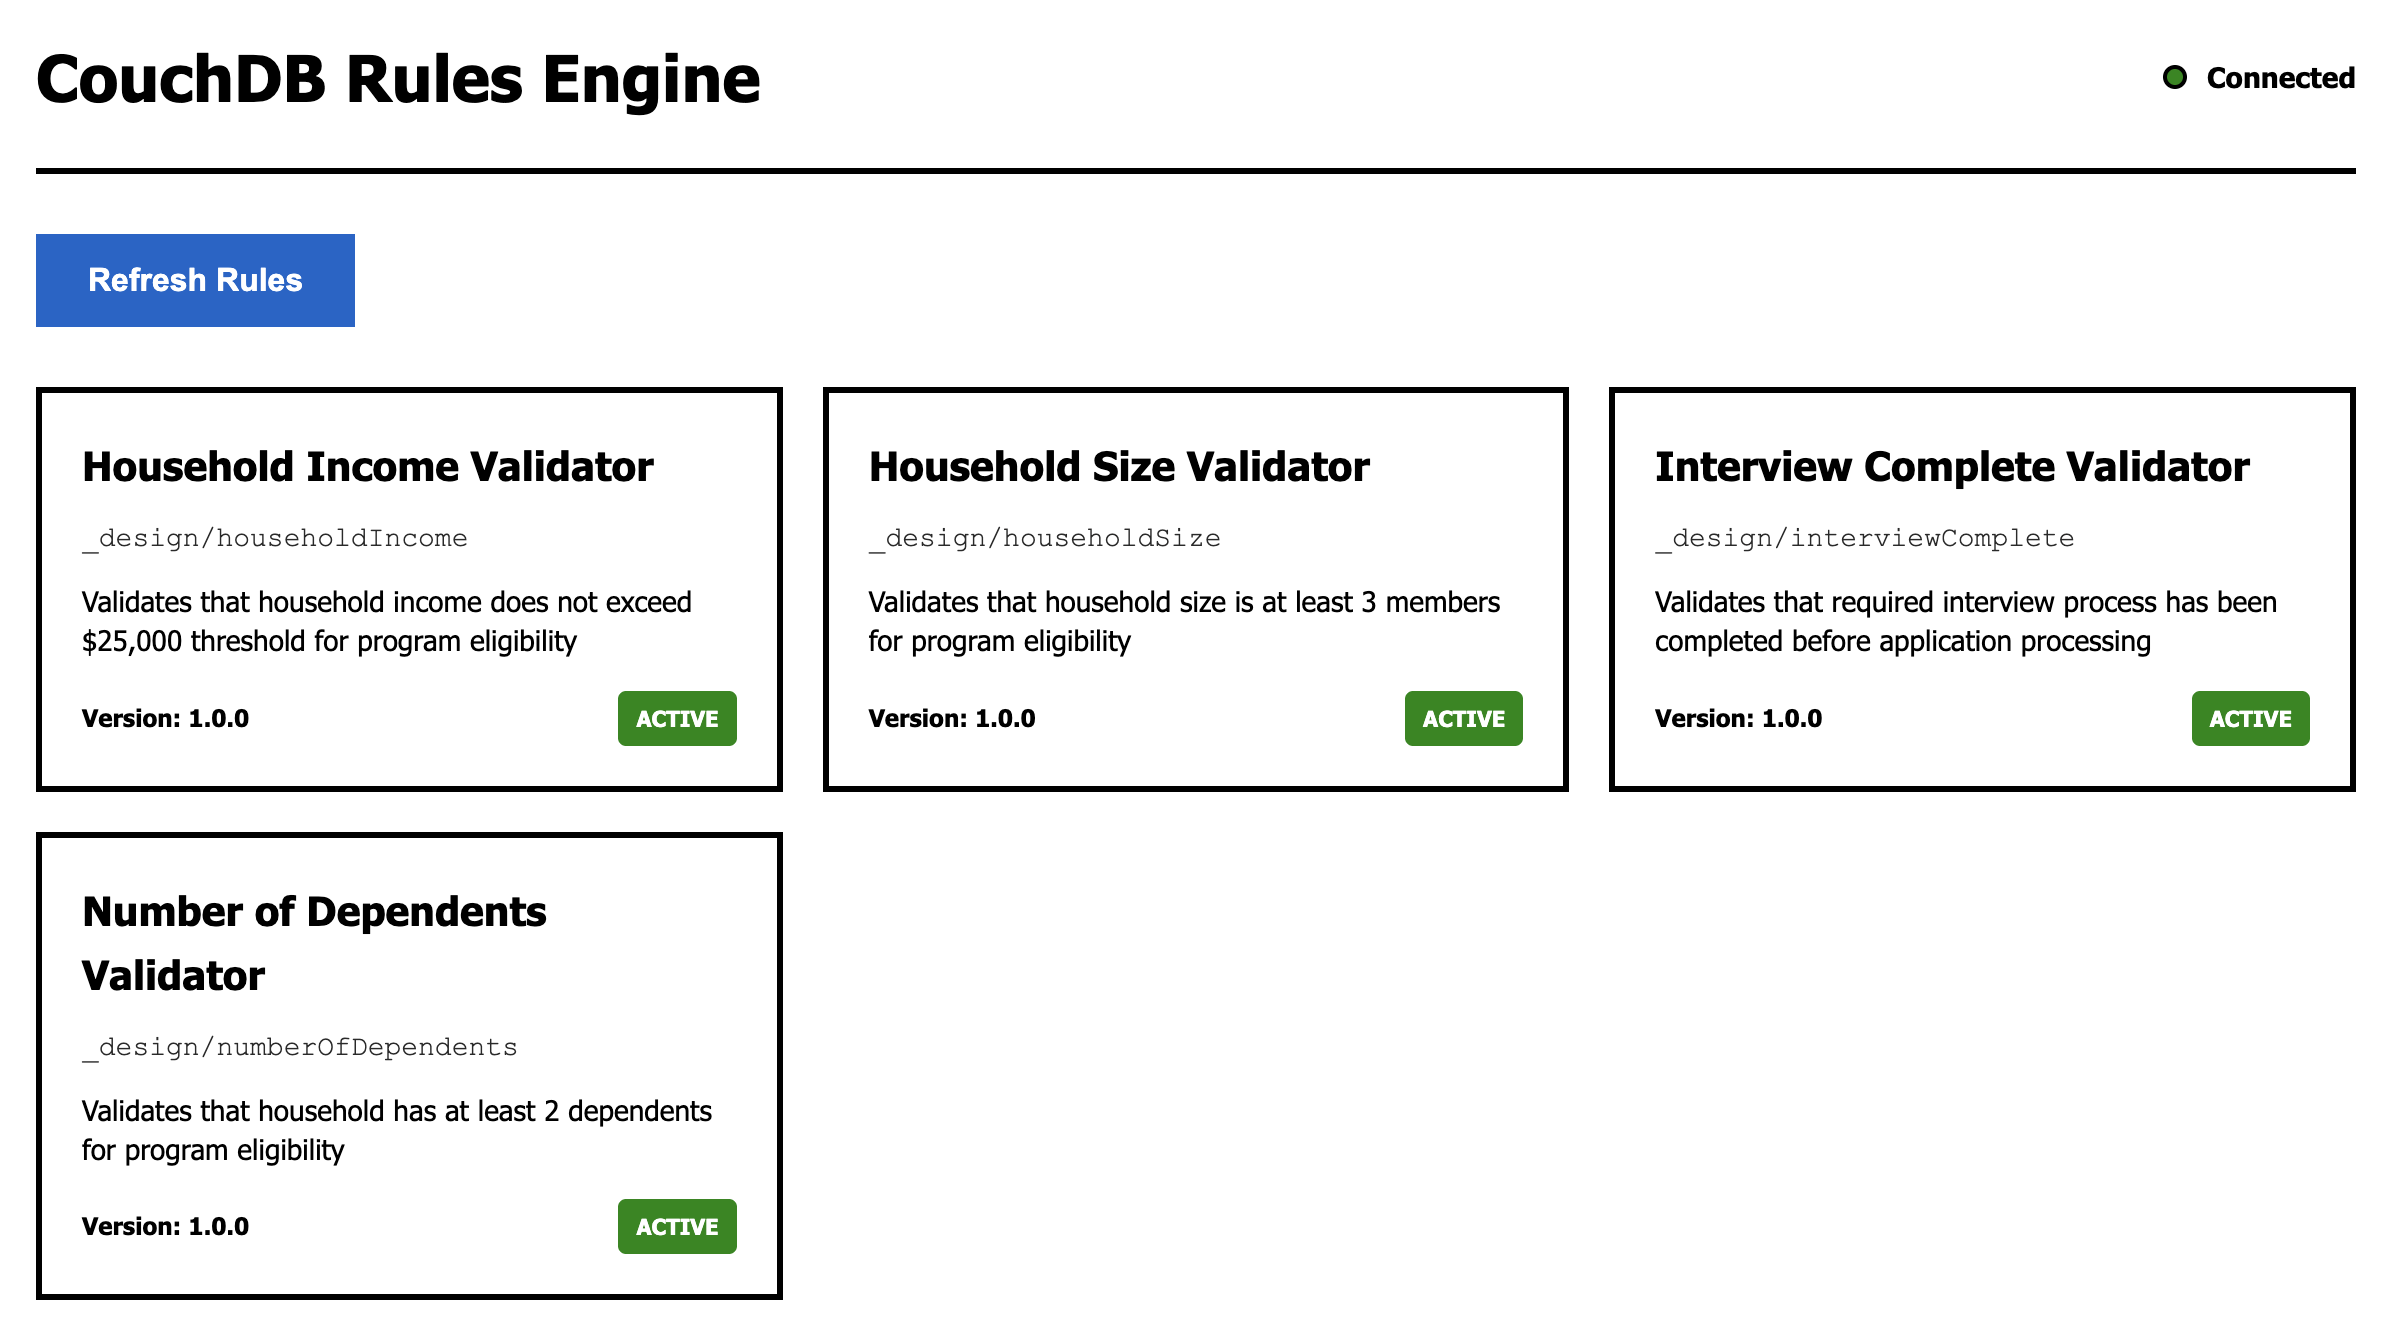 CouchDB Rules Engine
Connected
Refresh Rules
Household Income Validator
_design/householdIncome
Validates that household income does not exceed
$25,000 threshold for program eligibility
Version: 1.0.0
ACTIVE
Household Size Validator
_design/householdSize
Validates that household size is at least 3 members
for program eligibility
Version: 1.0.0
ACTIVE
Interview Complete Validator
_design/interviewComplete
Validates that required interview process has been
completed before application processing
Version: 1.0.0
ACTIVE
Number of Dependents
Validator
_design/numberOfDependents
Validates that household has at least 2 dependents
for program eligibility
Version: 1.0.0
ACTIVE